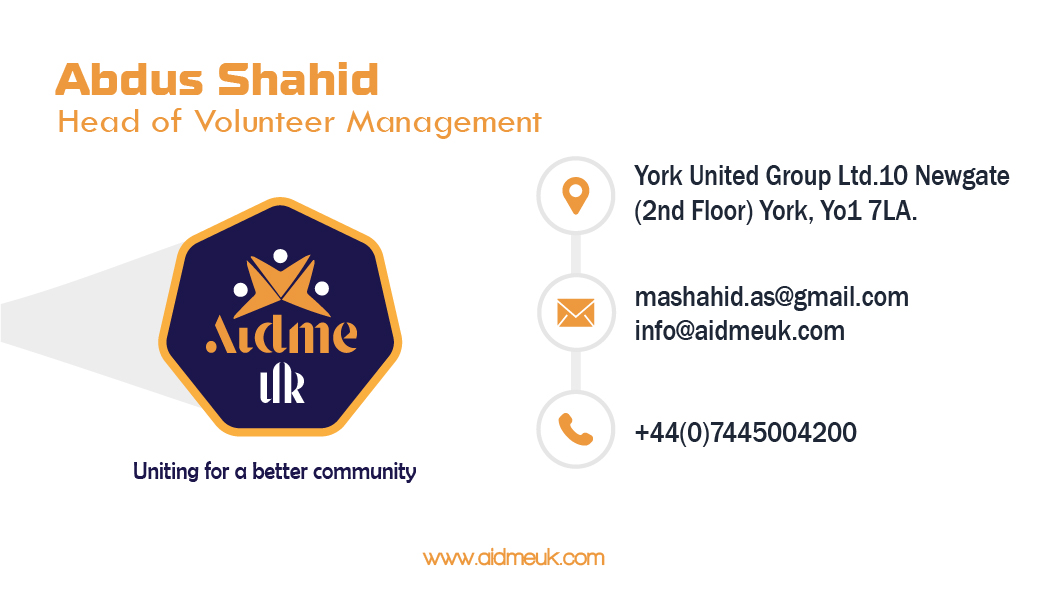 Abdus Shahid
Head of Volunteer Management
York United Group Ltd.10 Newgate
(2nd Floor) York, Yo1 7LA.
mashahid.as@gmail.com
info@aidmeuk.com
+44(0)7445004200
Aidme
uk
Uniting for a better community
www.aidmeuk.com